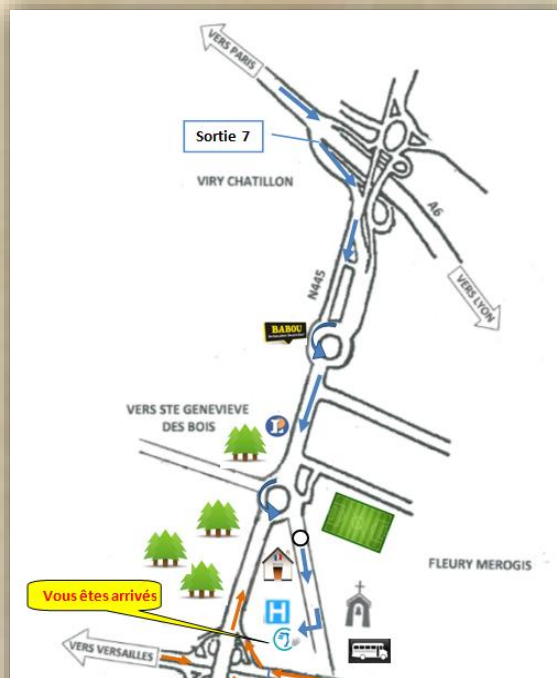 VERS PARIS
Sortie 7
VIRY CHATILLON
A6
N445
VERS LYON
BABOU
VERS STE GENEVIEVE
DES BOIS
FLEURY MEROGIS
H
Vous êtes arrivés
VERS VERSAILLES